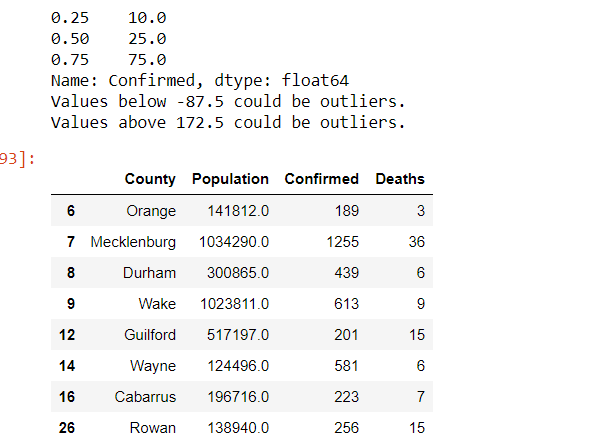 0.25    10.0
0.50    25.0
0.75    75.0
Name: Confirmed, dtype: float64
Values below -87.5 could be outliers.
Values above 172.5 could be outliers.
93]:
County Population Confirmed Deaths
6 Orange 141812.0 189 3
7 Mecklenburg 1034290.0 1255 36
8 Durham 300865.0 439 6
9 Wake 1023811.0 613 9
12 Guilford 517197.0 201 15
14 Wayne 124496.0 581 6
16 Cabarrus 196716.0 223 7
26 Rowan 138940.0 256 15